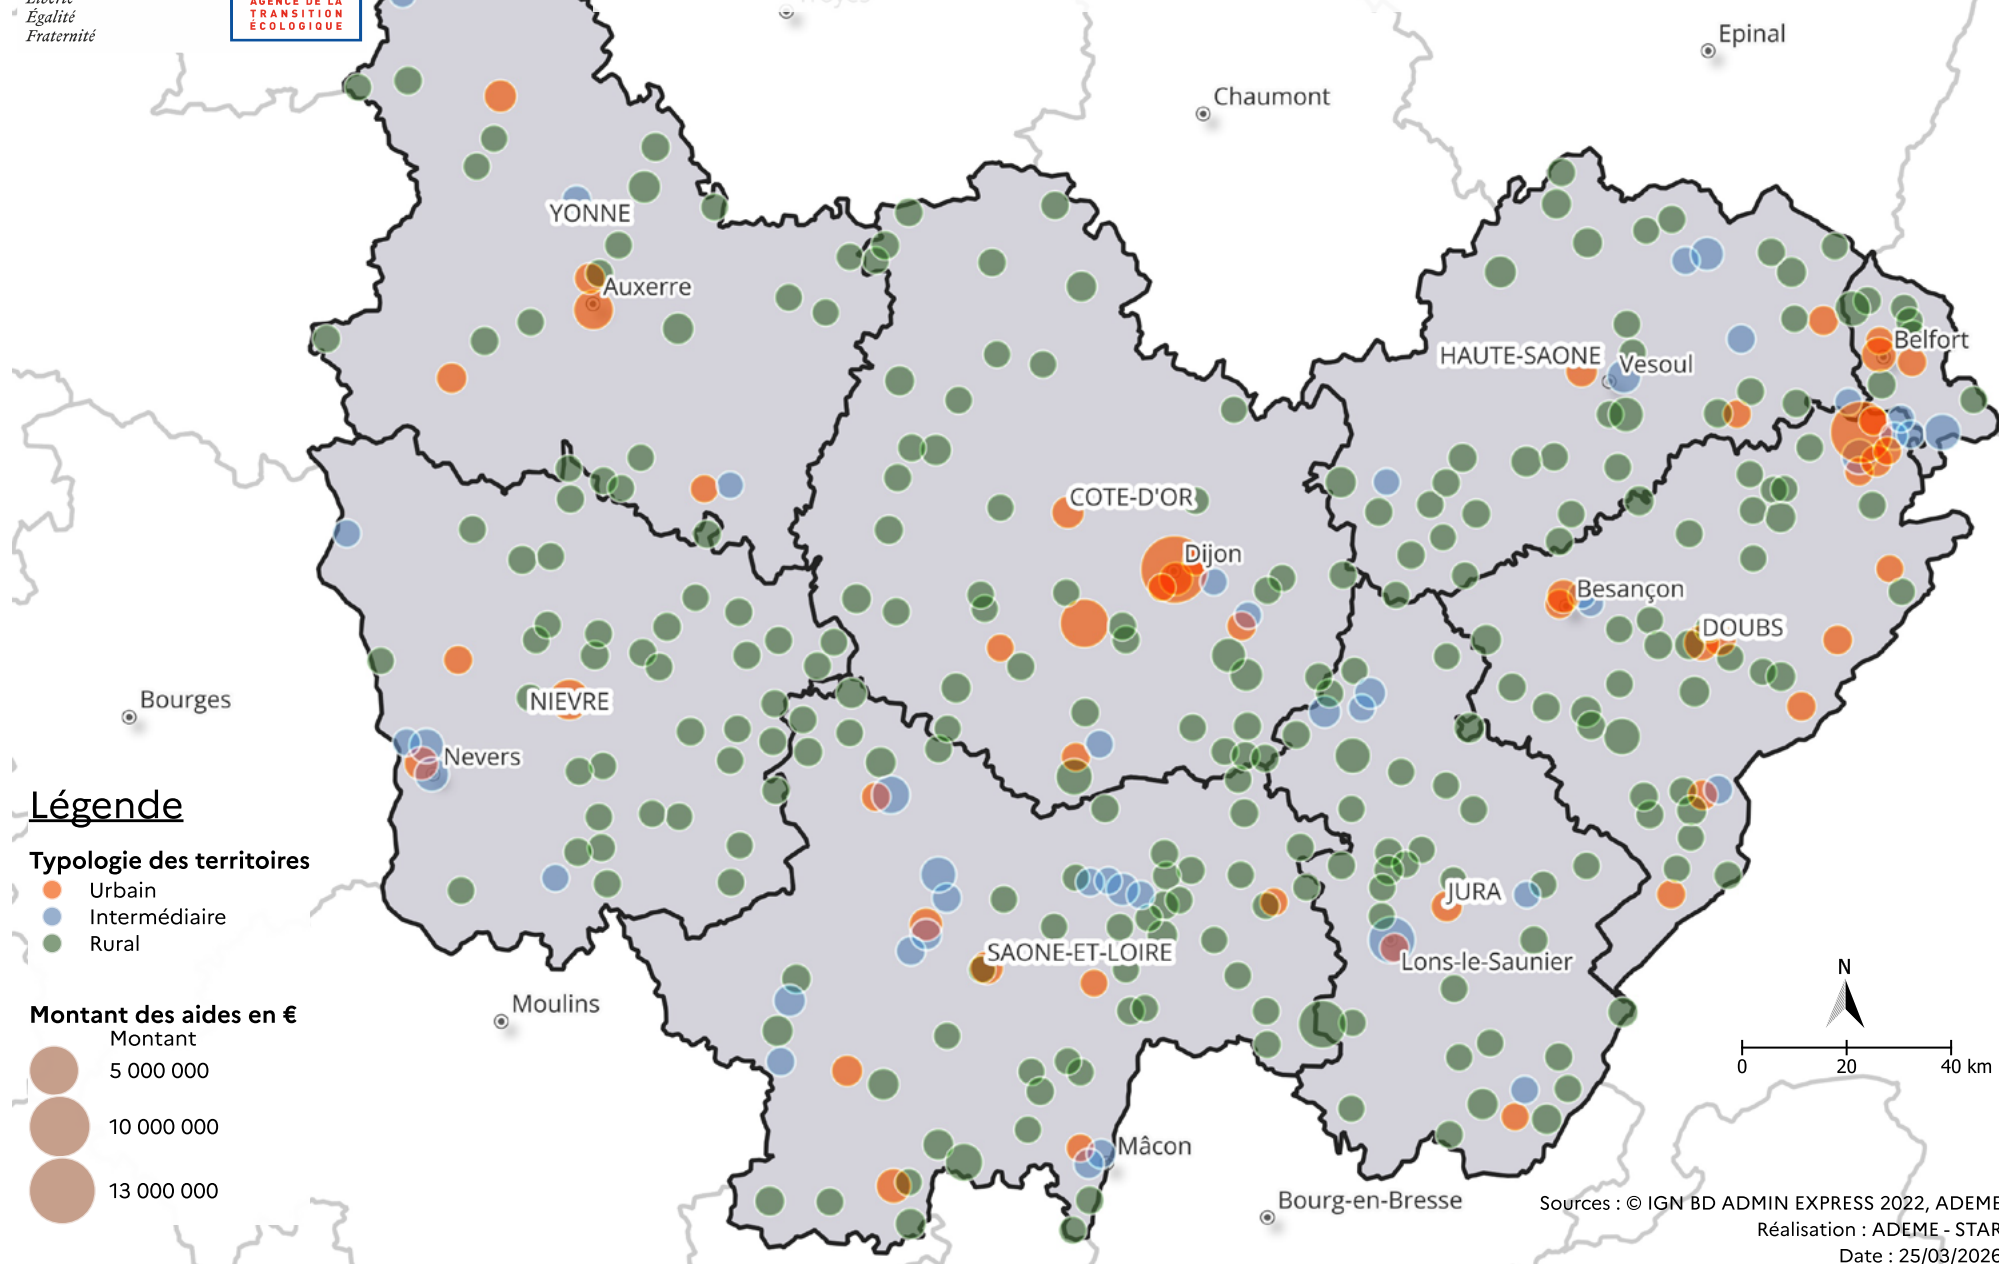 Égalité
Fraternité
AGENCE DE LA
TRANSITION
ÉCOLOGIQUE
Epinal
Chaumont
YONNE
Auxerre
Belfort
HAUTE-SAONE
Vesoul
COTE-D'OR
Dijon
Besançon
DOUBS
Bourges
NIEVRE
Nevers
Légende
Typologie des territoires
Urbain
Intermédiaire
Rural
JURA
SAONE-ET-LOIRE
Lons-le-Saunier
Moulins
Montant des aides en €
Montant
5 000 000
10 000 000
13 000 000
N
0 20 40 km
Mâcon
Bourg-en-Bresse
Sources : © IGN BD ADMIN EXPRESS 2022, ADEME
Réalisation : ADEME - STAR
Date : 25/03/2026